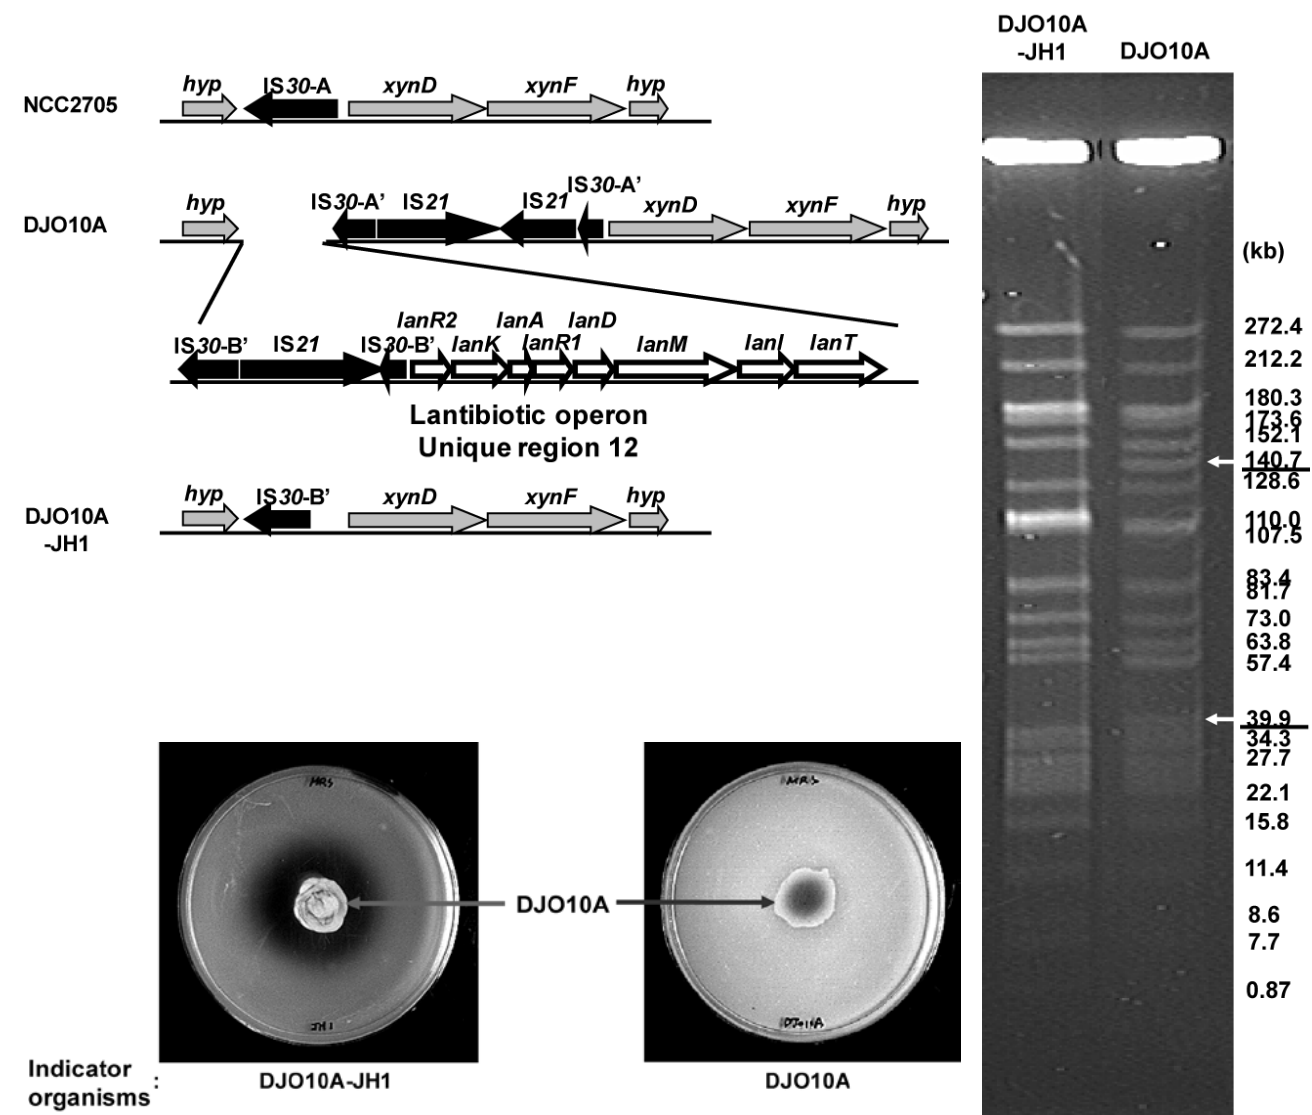 NCC2705
hyp
IS30-A
xynD
xynF
hyp
DJO10A
hyp
IS30-A’
IS21
IS21
IS30-A’
xynD
xynF
hyp
IS30-B’
IS21
IS30-B’
lanR2
lanK
lanA
lanR1
lanD
lanM
lanI
lanT
Lantibiotic operon
Unique region 12
DJO10A
-JH1
hyp
IS30-B’
xynD
xynF
hyp
DJO10A
-JH1
DJO10A
(kb)
272.4
212.2
180.3
173.6
152.1
140.7
128.6
110.0
107.5
83.4
81.7
73.0
63.8
57.4
39.9
34.3
27.7
22.1
15.8
11.4
8.6
7.7
0.87
MRS
JH1
DJO10A
MRS
DJO10A
Indicator
organisms :
DJO10A-JH1
DJO10A